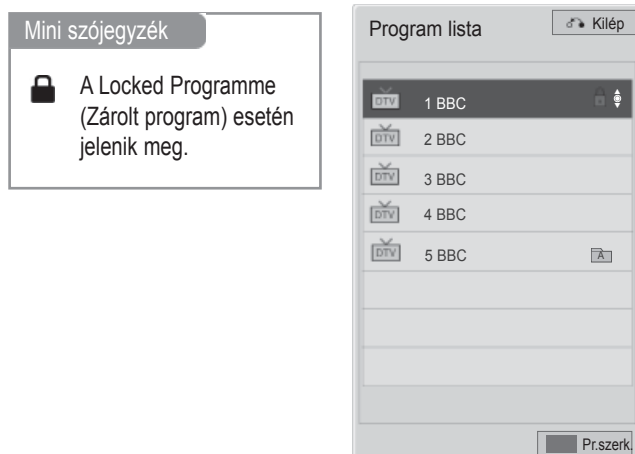 Mini szójegyzék
A Locked Programme
(Zárolt program) esetén
jelenik meg.
Program lista
Kilép
DTV 1 BBC
DTV 2 BBC
DTV 3 BBC
DTV 4 BBC
DTV 5 BBC A
Pr.szerk.